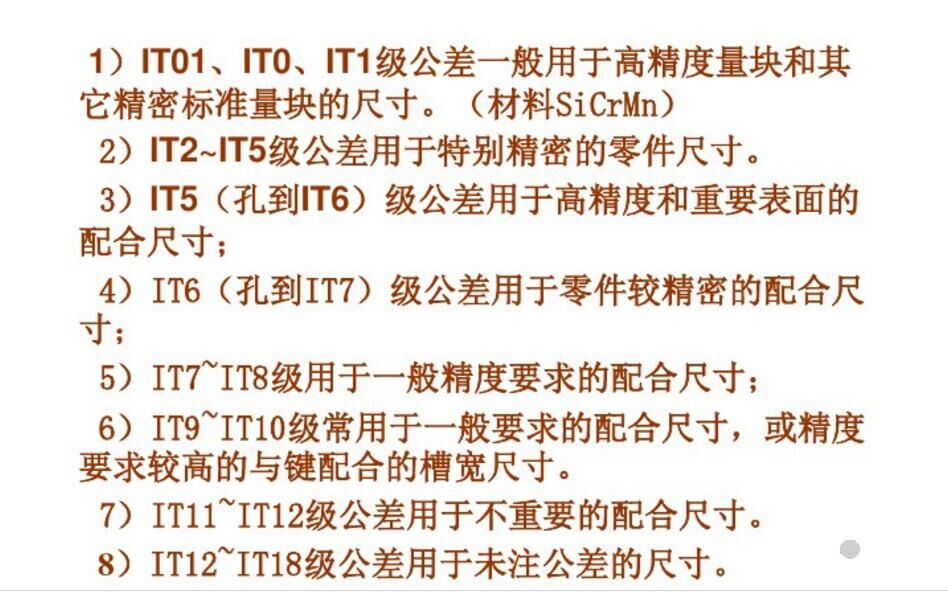 1）IT01、IT0、IT1级公差一般用于高精度量块和其
它精密标准量块的尺寸。（材料SiCrMn）
2）IT2~IT5级公差用于特别精密的零件尺寸。
3）IT5（孔到IT6）级公差用于高精度和重要表面的
配合尺寸；
4）IT6（孔到IT7）级公差用于零件较精密的配合尺
寸；
5）IT7~IT8级用于一般精度要求的配合尺寸；
6）IT9~IT10级常用于一般要求的配合尺寸，或精度
要求较高的与键配合的槽宽尺寸。
7）IT11~IT12级公差用于不重要的配合尺寸。
8）IT12~IT18级公差用于未注公差的尺寸。